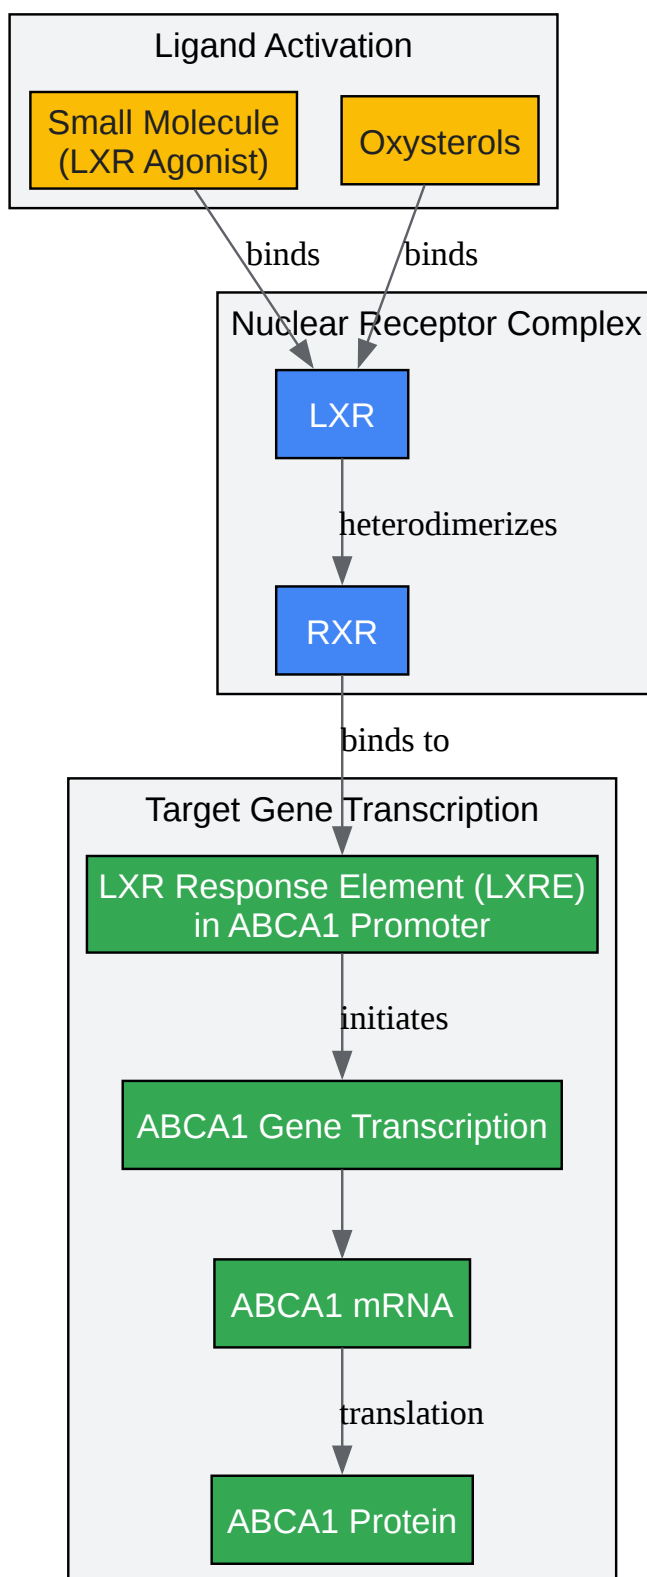 Ligand Activation
Small Molecule
(LXR Agonist)
Oxysterols
binds
binds
Nuclear Receptor Complex
LXR
heterodimerizes
RXR
binds to
Target Gene Transcription
LXR Response Element (LXRE)
in ABCA1 Promoter
initiates
ABCA1 Gene Transcription
ABCA1 mRNA
translation
ABCA1 Protein